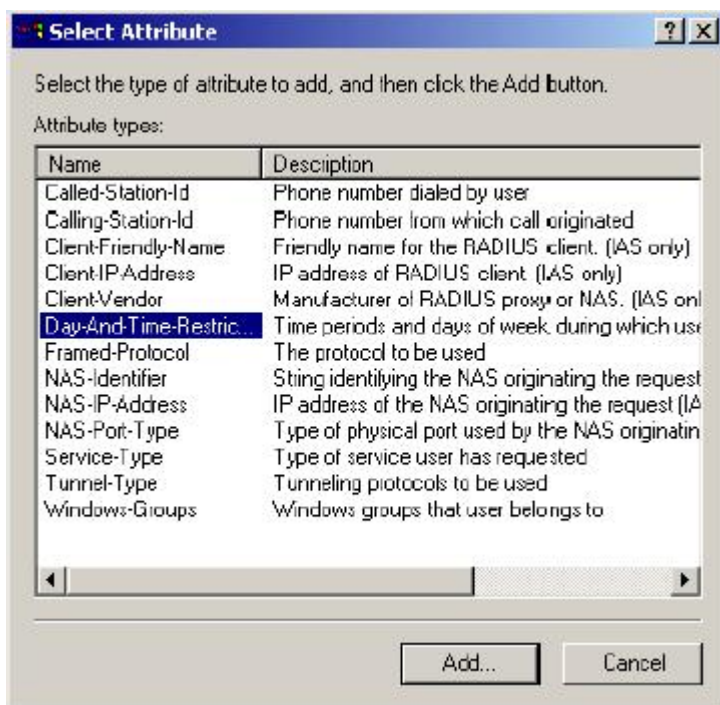 Select Attribute
Select the type of attribute to add, and then click the Add button.
Attribute types:
Name Description
Called-Station-Id Phone number dialed by user
Calling-Station-Id Phone number from which call originated
Client-Friendly-Name Friendly name for the RADIUS client. (IAS only)
Client-IP-Address IP address of RADIUS client. (IAS only)
Client-Vendor Manufacturer of RADIUS proxy or NAS. (IAS onl
Day-And-Time-Restric... Time periods and days of week during which use
Framed-Protocol The protocol to be used
NAS-Identifier String identifying the NAS originating the request
NAS-IP-Address IP address of the NAS originating the request (IA
NAS-Port-Type Type of physical port used by the NAS originatin
Service-Type Type of service user has requested
Tunnel-Type Tunneling protocols to be used
Windows-Groups Windows groups that user belongs to
Add... Cancel